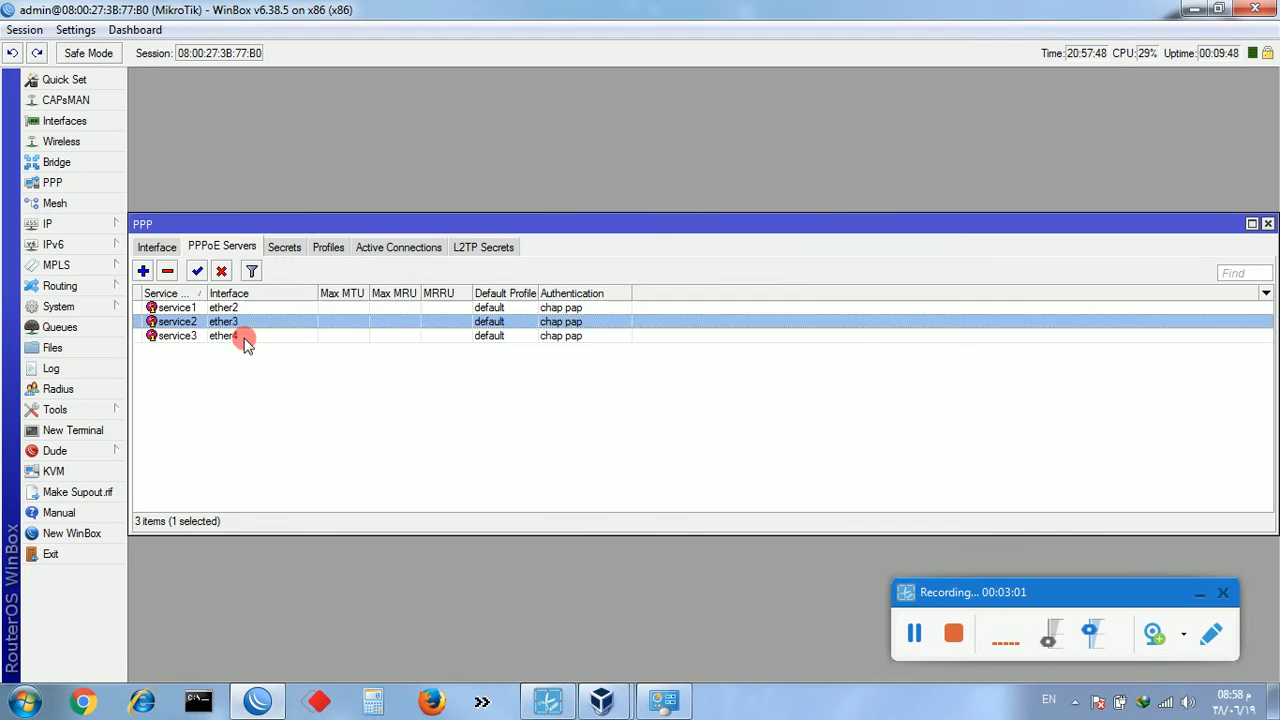 admin@08:00:27:3B:77:B0 (MikroTik) - WinBox v6.38.5 on x86 (x86)
Session Settings Dashboard
Safe Mode Session: 08:00:27:3B:77:B0 Time: 20:57:48 CPU: 29% Uptime: 00:09:48
Quick Set
CAPsMAN
Interfaces
Wireless
Bridge
PPP
Mesh
IP
IPv6
MPLS
Routing
System
Queues
Files
Log
Radius
Tools
New Terminal
Dude
KVM
Make Supout.rif
Manual
New WinBox
Exit
RouterOS WinBox
PPP
Interface PPPoE Servers Secrets Profiles Active Connections L2TP Secrets
Find
Service ... Interface Max MTU Max MRU MRRU Default Profile Authentication
service1 ether2 default chap pap
service2 ether3 default chap pap
service3 ether4 default chap pap
3 items (1 selected)
Recording... 00:03:01
EN
08:58 م
٣٨/٠٦/١٩